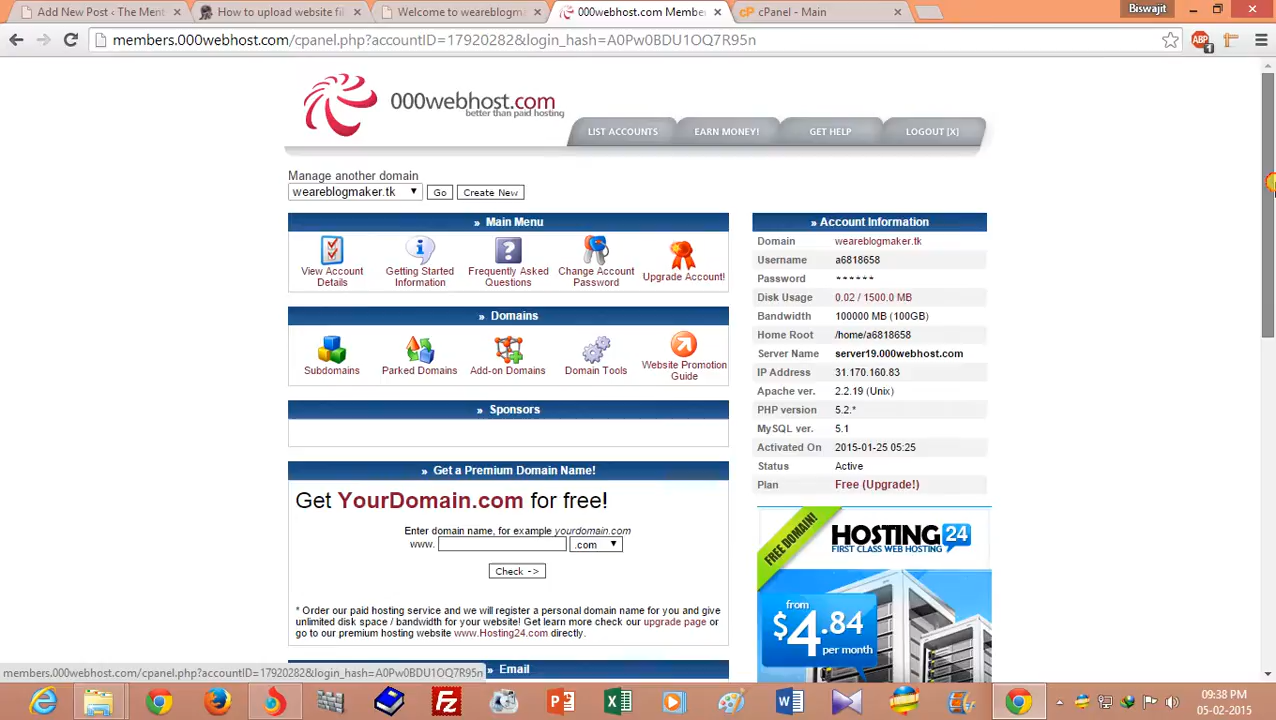 Add New Post ‹ The Ment
How to upload website fil
Welcome to weareblogm
000webhost.com Membe
cPanel - Main
Biswajit
members.000webhost.com/cpanel.php?accountID=17920282&login_hash=A0Pw0BDU1OQ7R95n
ABP
1
000webhost.com
better than paid hosting
LIST ACCOUNTS
EARN MONEY!
GET HELP
LOGOUT [X]
Manage another domain
weareblogmaker.tk
Go
Create New
» Main Menu
View Account Details
Getting Started Information
Frequently Asked Questions
Change Account Password
Upgrade Account!
» Domains
Subdomains
Parked Domains
Add-on Domains
Domain Tools
Website Promotion Guide
» Sponsors
» Get a Premium Domain Name!
Get YourDomain.com for free!
Enter domain name, for example yourdomain.com
www.
.com
Check ->
* Order our paid hosting service and we will register a personal domain name for you and give
unlimited disk space / bandwidth for your website! Get learn more check our upgrade page or
go to our premium hosting website www.Hosting24.com directly.
» Email
» Account Information
Domain weareblogmaker.tk
Username a6818658
Password ******
Disk Usage 0.02 / 1500.0 MB
Bandwidth 100000 MB (100GB)
Home Root /home/a6818658
Server Name server19.000webhost.com
IP Address 31.170.160.83
Apache ver. 2.2.19 (Unix)
PHP version 5.2.*
MySQL ver. 5.1
Activated On 2015-01-25 05:25
Status Active
Plan Free (Upgrade!)
FREE DOMAIN!
HOSTING 24
FIRST CLASS WEB HOSTING
from
$4.84
per month
members.000webhost.com/cpanel.php?accountID=17920282&login_hash=A0Pw0BDU1OQ7R95n
09:38 PM
05-02-2015